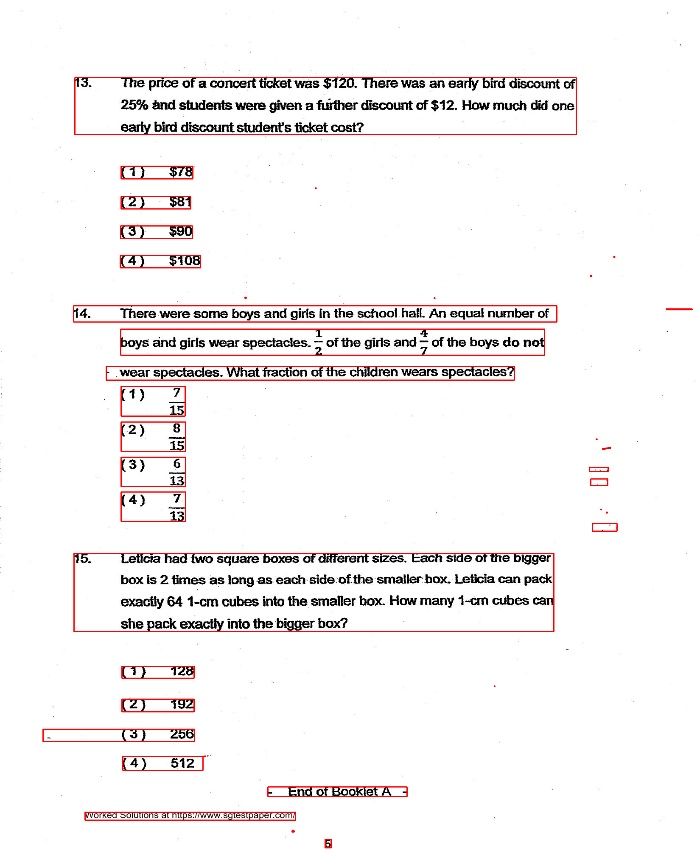 13. The price of a concert ticket was $120. There was an early bird discount of
25% and students were given a further discount of $12. How much did one
early bird discount student's ticket cost?
(1) $78
(2) $81
(3) $90
(4) $108
14. There were some boys and girls in the school hall. An equal number of
boys and girls wear spectacles. 1/2 of the girls and 4/7 of the boys do not
wear spectacles. What fraction of the children wears spectacles?
(1) 7/15
(2) 8/15
(3) 6/13
(4) 7/13
15. Leticia had two square boxes of different sizes. Each side of the bigger
box is 2 times as long as each side of the smaller box. Leticia can pack
exactly 64 1-cm cubes into the smaller box. How many 1-cm cubes can
she pack exactly into the bigger box?
(1) 128
(2) 192
(3) 256
(4) 512
- End of Booklet A -
Worked Solutions at https://www.sgtestpaper.com/
5